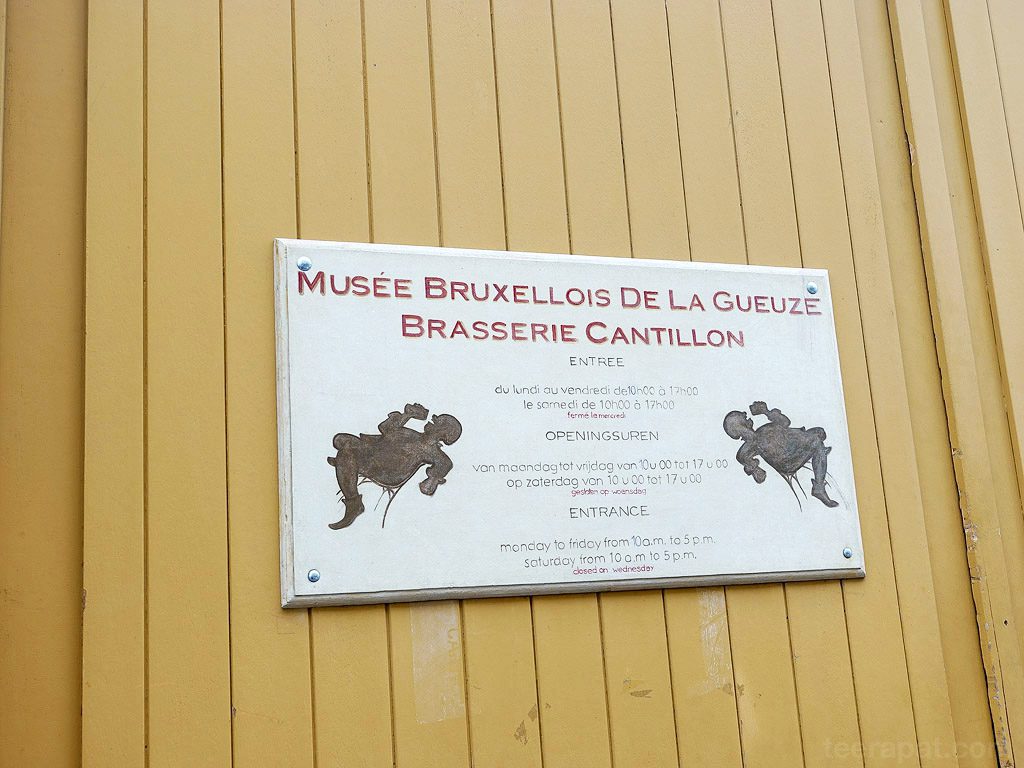 MUSÉE BRUXELLOIS DE LA GUEUZE
BRASSERIE CANTILLON
ENTREE
du lundi au vendredi de 10h00 à 17h00
le samedi de 10h00 à 17h00
fermé le mercredi
OPENINGSUREN
van maandag tot vrijdag van 10 u 00 tot 17 u 00
op zaterdag van 10 u 00 tot 17 u 00
gesloten op woensdag
ENTRANCE
monday to friday from 10 a.m. to 5 p.m.
saturday from 10 a.m to 5 p.m.
closed on wednesday
teerapat.com